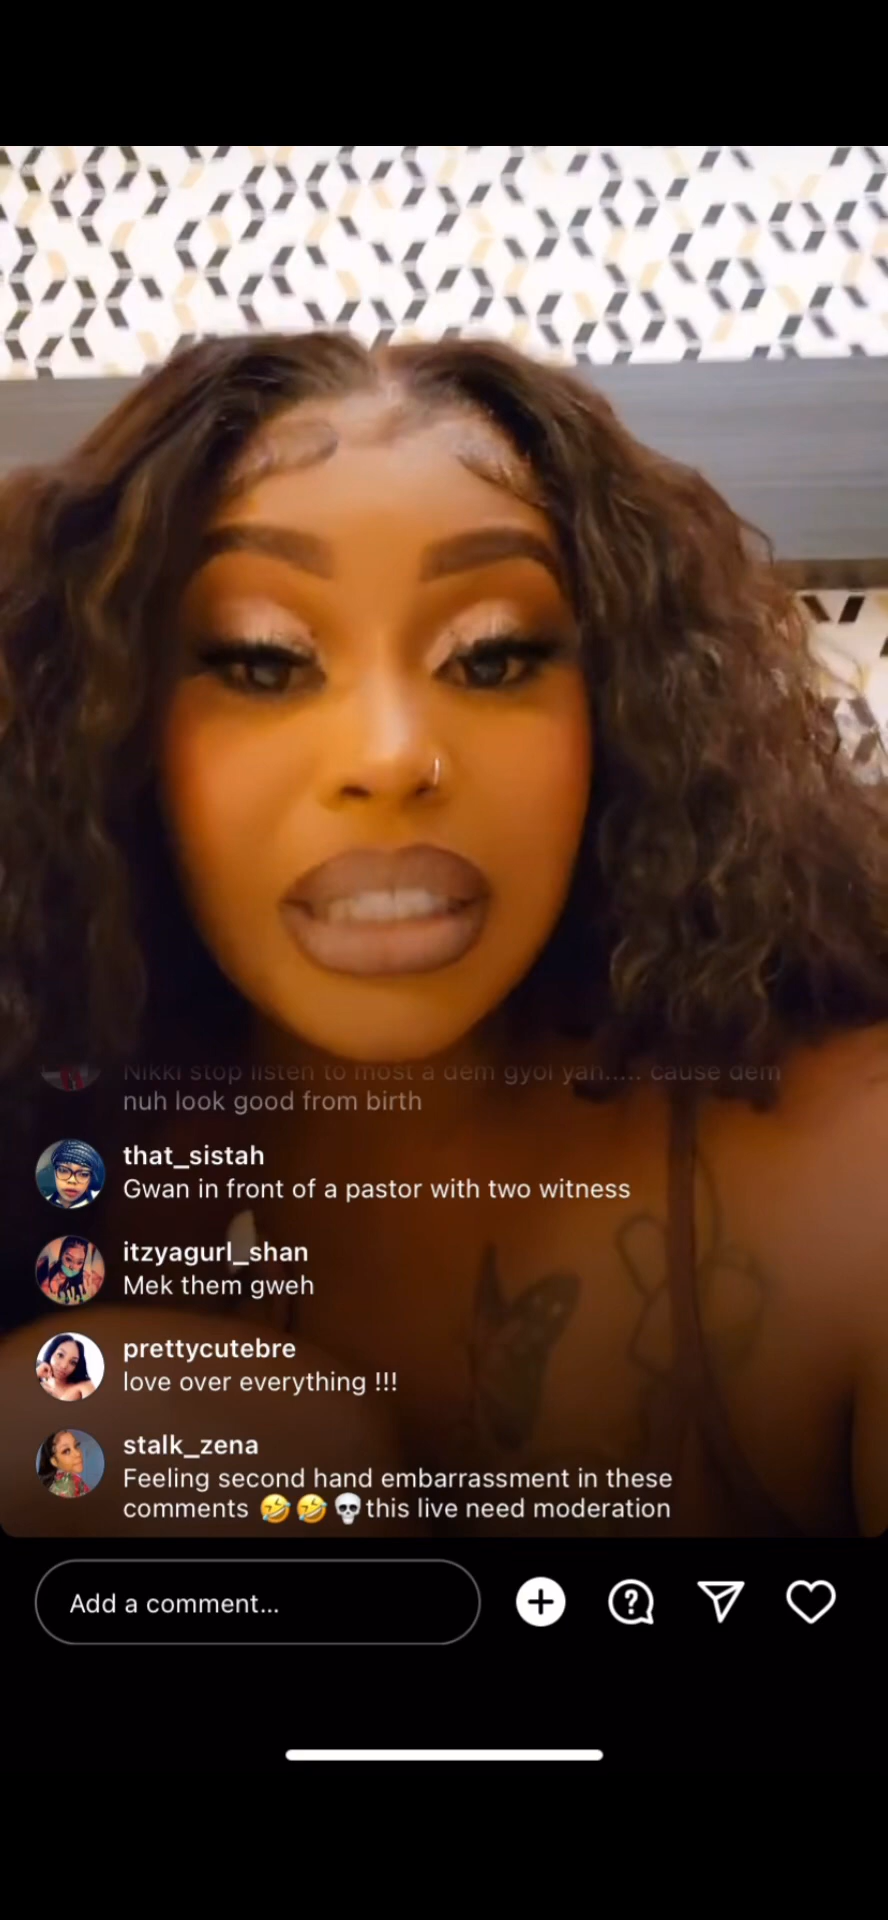 Nikki stop listen to most a dem gyol yah..... cause dem
nuh look good from birth
that_sistah
Gwan in front of a pastor with two witness
itzyagurl_shan
Mek them gweh
prettycutebre
love over everything !!!
stalk_zena
Feeling second hand embarrassment in these
comments 🤣🤣💀this live need moderation
Add a comment...